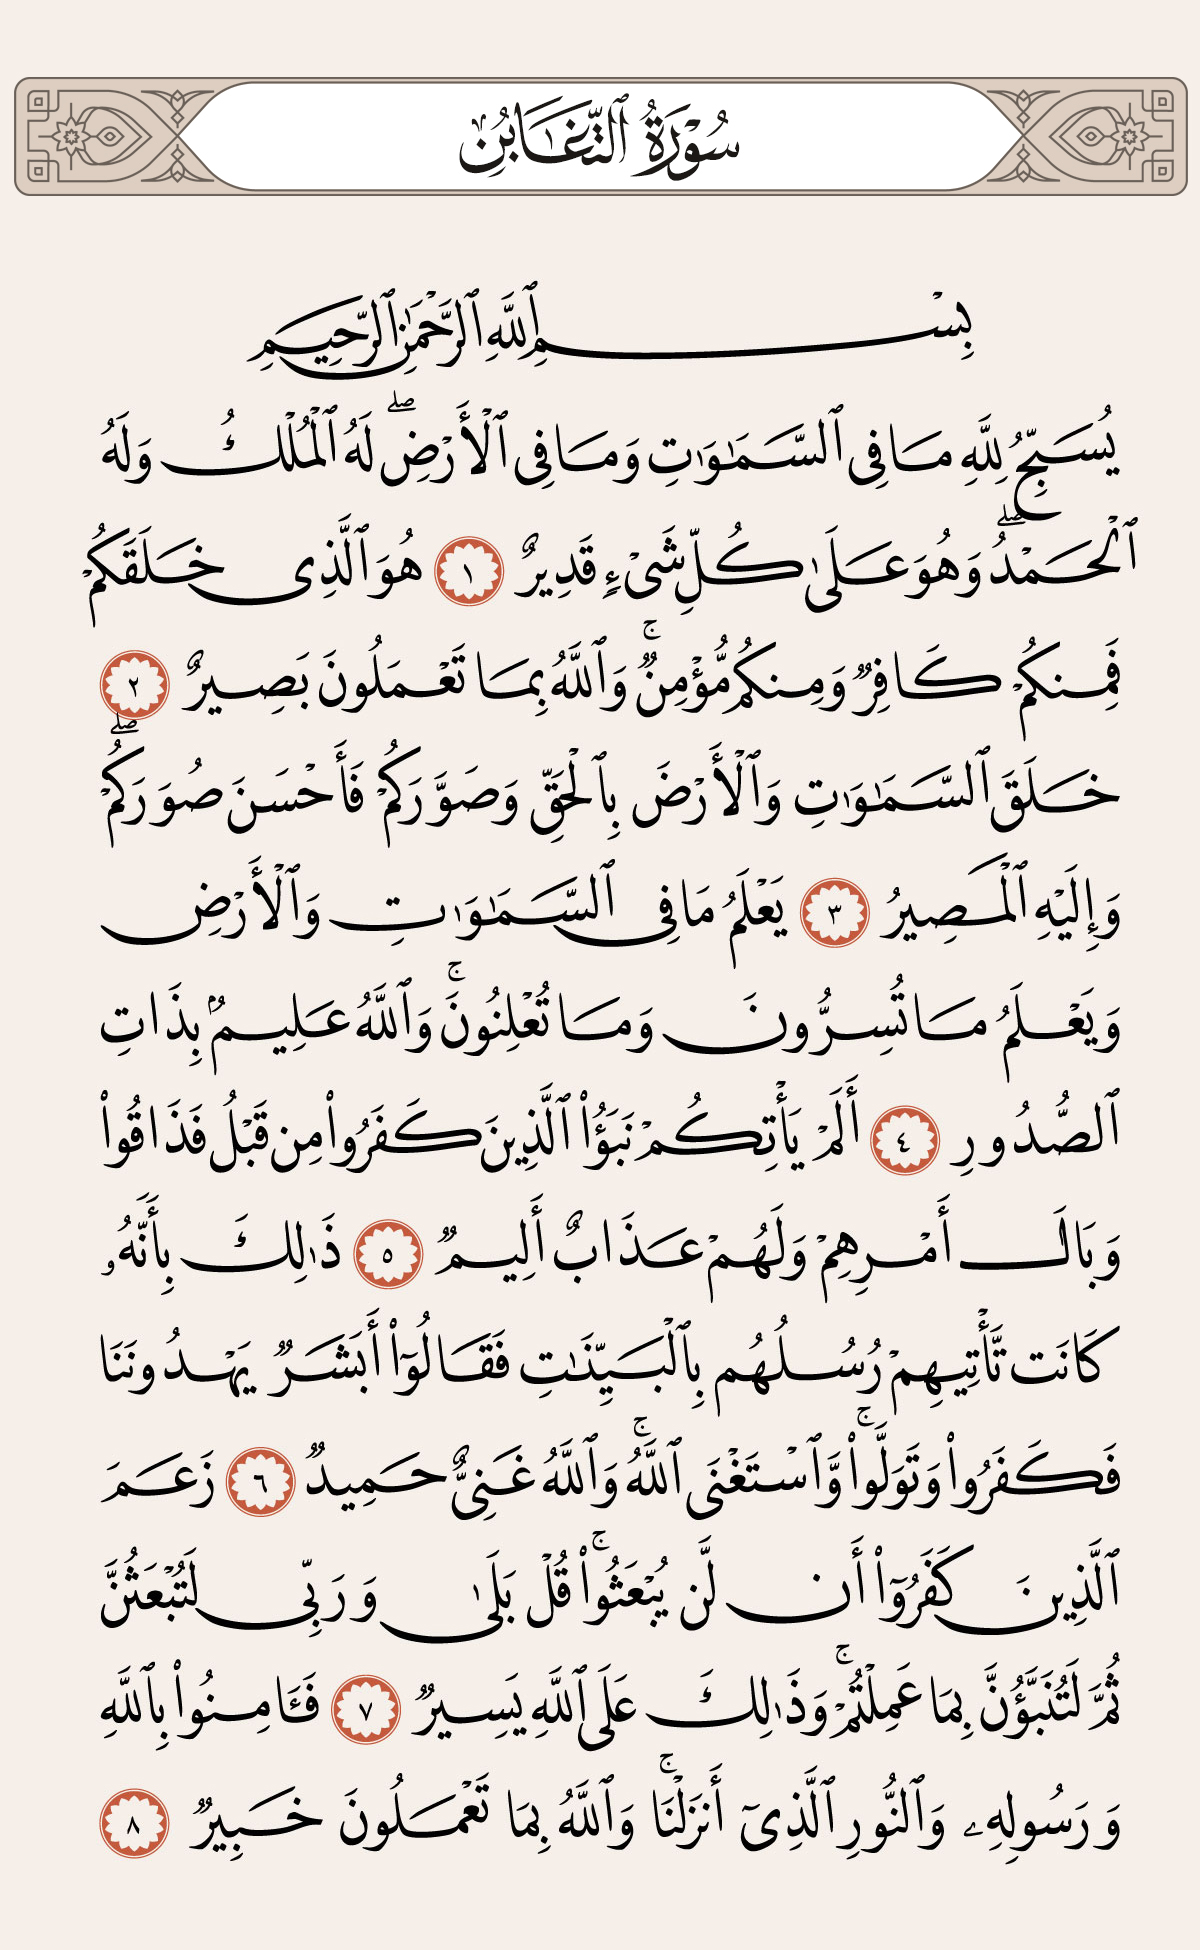 سُورَةُ ٱلتَّغَابُنِ
بِسْمِ ٱللَّهِ ٱلرَّحْمَٰنِ ٱلرَّحِيمِ
يُسَبِّحُ لِلَّهِ مَا فِى ٱلسَّمَٰوَٰتِ وَمَا فِى ٱلْأَرْضِۖ لَهُ ٱلْمُلْكُ وَلَهُ
ٱلْحَمْدُۖ وَهُوَ عَلَىٰ كُلِّ شَىْءٍ قَدِيرٌ ١ هُوَ ٱلَّذِى خَلَقَكُمْ
فَمِنكُمْ كَافِرٌ وَمِنكُم مُّؤْمِنٌۚ وَٱللَّهُ بِمَا تَعْمَلُونَ بَصِيرٌ ٢
خَلَقَ ٱلسَّمَٰوَٰتِ وَٱلْأَرْضَ بِٱلْحَقِّ وَصَوَّرَكُمْ فَأَحْسَنَ صُوَرَكُمْۖ
وَإِلَيْهِ ٱلْمَصِيرُ ٣ يَعْلَمُ مَا فِى ٱلسَّمَٰوَٰتِ وَٱلْأَرْضِ
وَيَعْلَمُ مَا تُسِرُّونَ وَمَا تُعْلِنُونَۚ وَٱللَّهُ عَلِيمٌۢ بِذَاتِ
ٱلصُّدُورِ ٤ أَلَمْ يَأْتِكُمْ نَبَؤُا۟ ٱلَّذِينَ كَفَرُوا۟ مِن قَبْلُ فَذَاقُوا۟
وَبَالَ أَمْرِهِمْ وَلَهُمْ عَذَابٌ أَلِيمٌ ٥ ذَٰلِكَ بِأَنَّهُۥ
كَانَت تَّأْتِيهِمْ رُسُلُهُم بِٱلْبَيِّنَٰتِ فَقَالُوٓا۟ أَبَشَرٌ يَهْدُونَنَا
فَكَفَرُوا۟ وَتَوَلَّوا۟ۚ وَّٱسْتَغْنَى ٱللَّهُۚ وَٱللَّهُ غَنِىٌّ حَمِيدٌ ٦ زَعَمَ
ٱلَّذِينَ كَفَرُوٓا۟ أَن لَّن يُبْعَثُوا۟ۚ قُلْ بَلَىٰ وَرَبِّى لَتُبْعَثُنَّ
ثُمَّ لَتُنَبَّؤُنَّ بِمَا عَمِلْتُمْۚ وَذَٰلِكَ عَلَى ٱللَّهِ يَسِيرٌ ٧ فَـَٔامِنُوا۟ بِٱللَّهِ
وَرَسُولِهِۦ وَٱلنُّورِ ٱلَّذِىٓ أَنزَلْنَاۚ وَٱللَّهُ بِمَا تَعْمَلُونَ خَبِيرٌ ٨